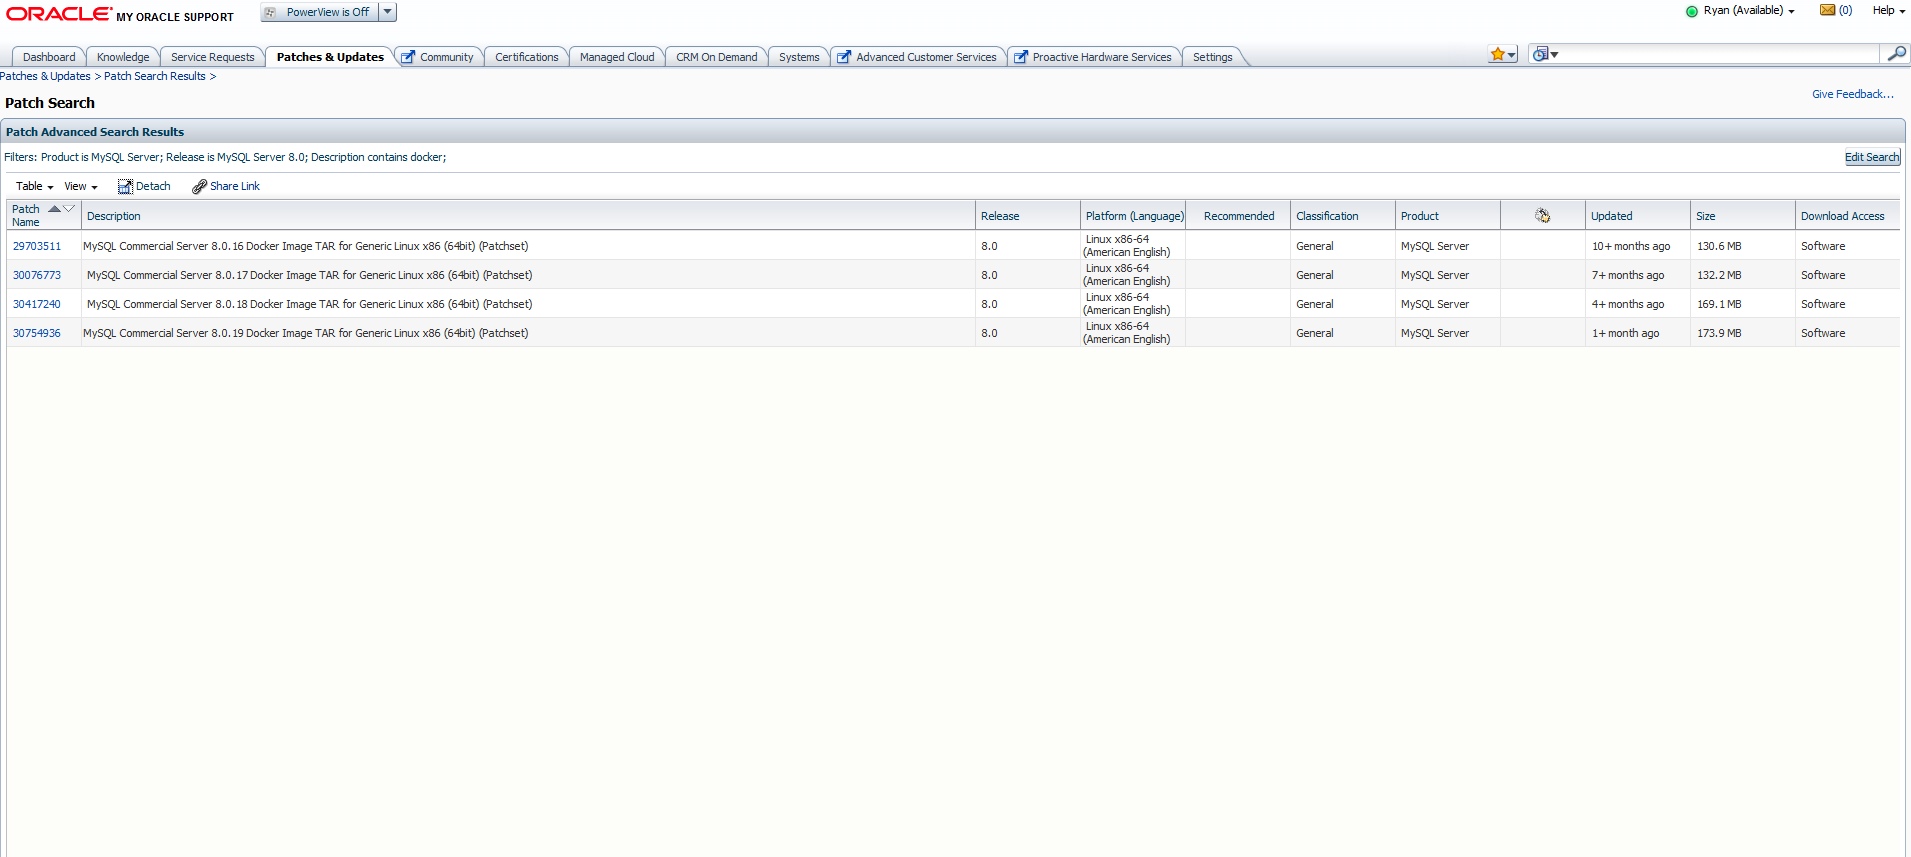 ORACLE MY ORACLE SUPPORT PowerView is Off Ryan (Available) (0) Help
Dashboard Knowledge Service Requests Patches & Updates Community Certifications Managed Cloud CRM On Demand Systems Advanced Customer Services Proactive Hardware Services Settings
Patches & Updates > Patch Search Results >
Patch Search
Give Feedback...
Patch Advanced Search Results
Filters: Product is MySQL Server; Release is MySQL Server 8.0; Description contains docker;
Edit Search
Table View Detach Share Link
Patch Name Description Release Platform (Language) Recommended Classification Product Updated Size Download Access
29703511 MySQL Commercial Server 8.0.16 Docker Image TAR for Generic Linux x86 (64bit) (Patchset) 8.0 Linux x86-64 (American English) General MySQL Server 10+ months ago 130.6 MB Software
30076773 MySQL Commercial Server 8.0.17 Docker Image TAR for Generic Linux x86 (64bit) (Patchset) 8.0 Linux x86-64 (American English) General MySQL Server 7+ months ago 132.2 MB Software
30417240 MySQL Commercial Server 8.0.18 Docker Image TAR for Generic Linux x86 (64bit) (Patchset) 8.0 Linux x86-64 (American English) General MySQL Server 4+ months ago 169.1 MB Software
30754936 MySQL Commercial Server 8.0.19 Docker Image TAR for Generic Linux x86 (64bit) (Patchset) 8.0 Linux x86-64 (American English) General MySQL Server 1+ month ago 173.9 MB Software